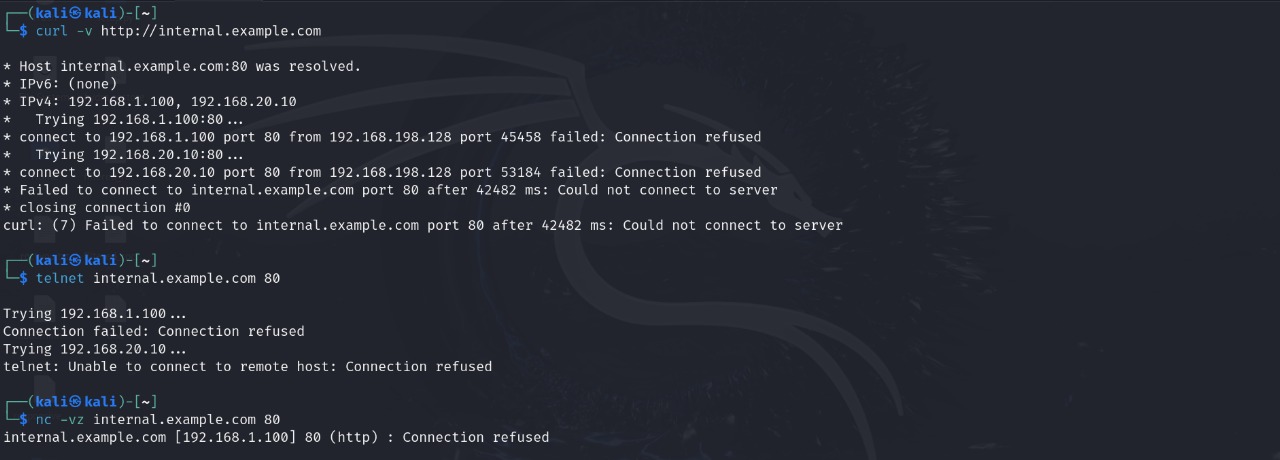 ┌──(kali㉿kali)-[~]
└─$ curl -v http://internal.example.com
* Host internal.example.com:80 was resolved.
* IPv6: (none)
* IPv4: 192.168.1.100, 192.168.20.10
*   Trying 192.168.1.100:80...
* connect to 192.168.1.100 port 80 from 192.168.198.128 port 45458 failed: Connection refused
*   Trying 192.168.20.10:80...
* connect to 192.168.20.10 port 80 from 192.168.198.128 port 53184 failed: Connection refused
* Failed to connect to internal.example.com port 80 after 42482 ms: Could not connect to server
* closing connection #0
curl: (7) Failed to connect to internal.example.com port 80 after 42482 ms: Could not connect to server
┌──(kali㉿kali)-[~]
└─$ telnet internal.example.com 80
Trying 192.168.1.100...
Connection failed: Connection refused
Trying 192.168.20.10...
telnet: Unable to connect to remote host: Connection refused
┌──(kali㉿kali)-[~]
└─$ nc -vz internal.example.com 80
internal.example.com [192.168.1.100] 80 (http) : Connection refused